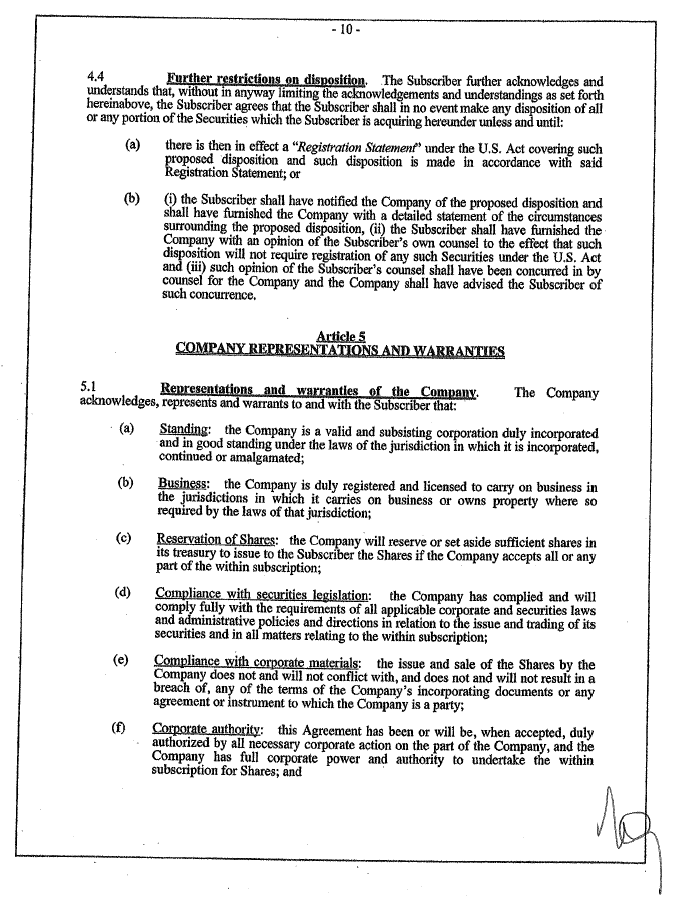 - 10 -
4.4 Further restrictions on disposition. The Subscriber further acknowledges and
understands that, without in anyway limiting the acknowledgements and understandings as set forth
hereinabove, the Subscriber agrees that the Subscriber shall in no event make any disposition of all
or any portion of the Securities which the Subscriber is acquiring hereunder unless and until:
(a) there is then in effect a "Registration Statement" under the U.S. Act covering such
proposed disposition and such disposition is made in accordance with said
Registration Statement; or
(b) (i) the Subscriber shall have notified the Company of the proposed disposition and
shall have furnished the Company with a detailed statement of the circumstances
surrounding the proposed disposition, (ii) the Subscriber shall have furnished the
Company with an opinion of the Subscriber's own counsel to the effect that such
disposition will not require registration of any such Securities under the U.S. Act
and (iii) such opinion of the Subscriber's counsel shall have been concurred in by
counsel for the Company and the Company shall have advised the Subscriber of
such concurrence.
Article 5
COMPANY REPRESENTATIONS AND WARRANTIES
5.1 Representations and warranties of the Company. The Company
acknowledges, represents and warrants to and with the Subscriber that:
(a) Standing: the Company is a valid and subsisting corporation duly incorporated
and in good standing under the laws of the jurisdiction in which it is incorporated,
continued or amalgamated;
(b) Business: the Company is duly registered and licensed to carry on business in
the jurisdictions in which it carries on business or owns property where so
required by the laws of that jurisdiction;
(c) Reservation of Shares: the Company will reserve or set aside sufficient shares in
its treasury to issue to the Subscriber the Shares if the Company accepts all or any
part of the within subscription;
(d) Compliance with securities legislation: the Company has complied and will
comply fully with the requirements of all applicable corporate and securities laws
and administrative policies and directions in relation to the issue and trading of its
securities and in all matters relating to the within subscription;
(e) Compliance with corporate materials: the issue and sale of the Shares by the
Company does not and will not conflict with, and does not and will not result in a
breach of, any of the terms of the Company's incorporating documents or any
agreement or instrument to which the Company is a party;
(f) Corporate authority: this Agreement has been or will be, when accepted, duly
authorized by all necessary corporate action on the part of the Company, and the
Company has full corporate power and authority to undertake the within
subscription for Shares; and